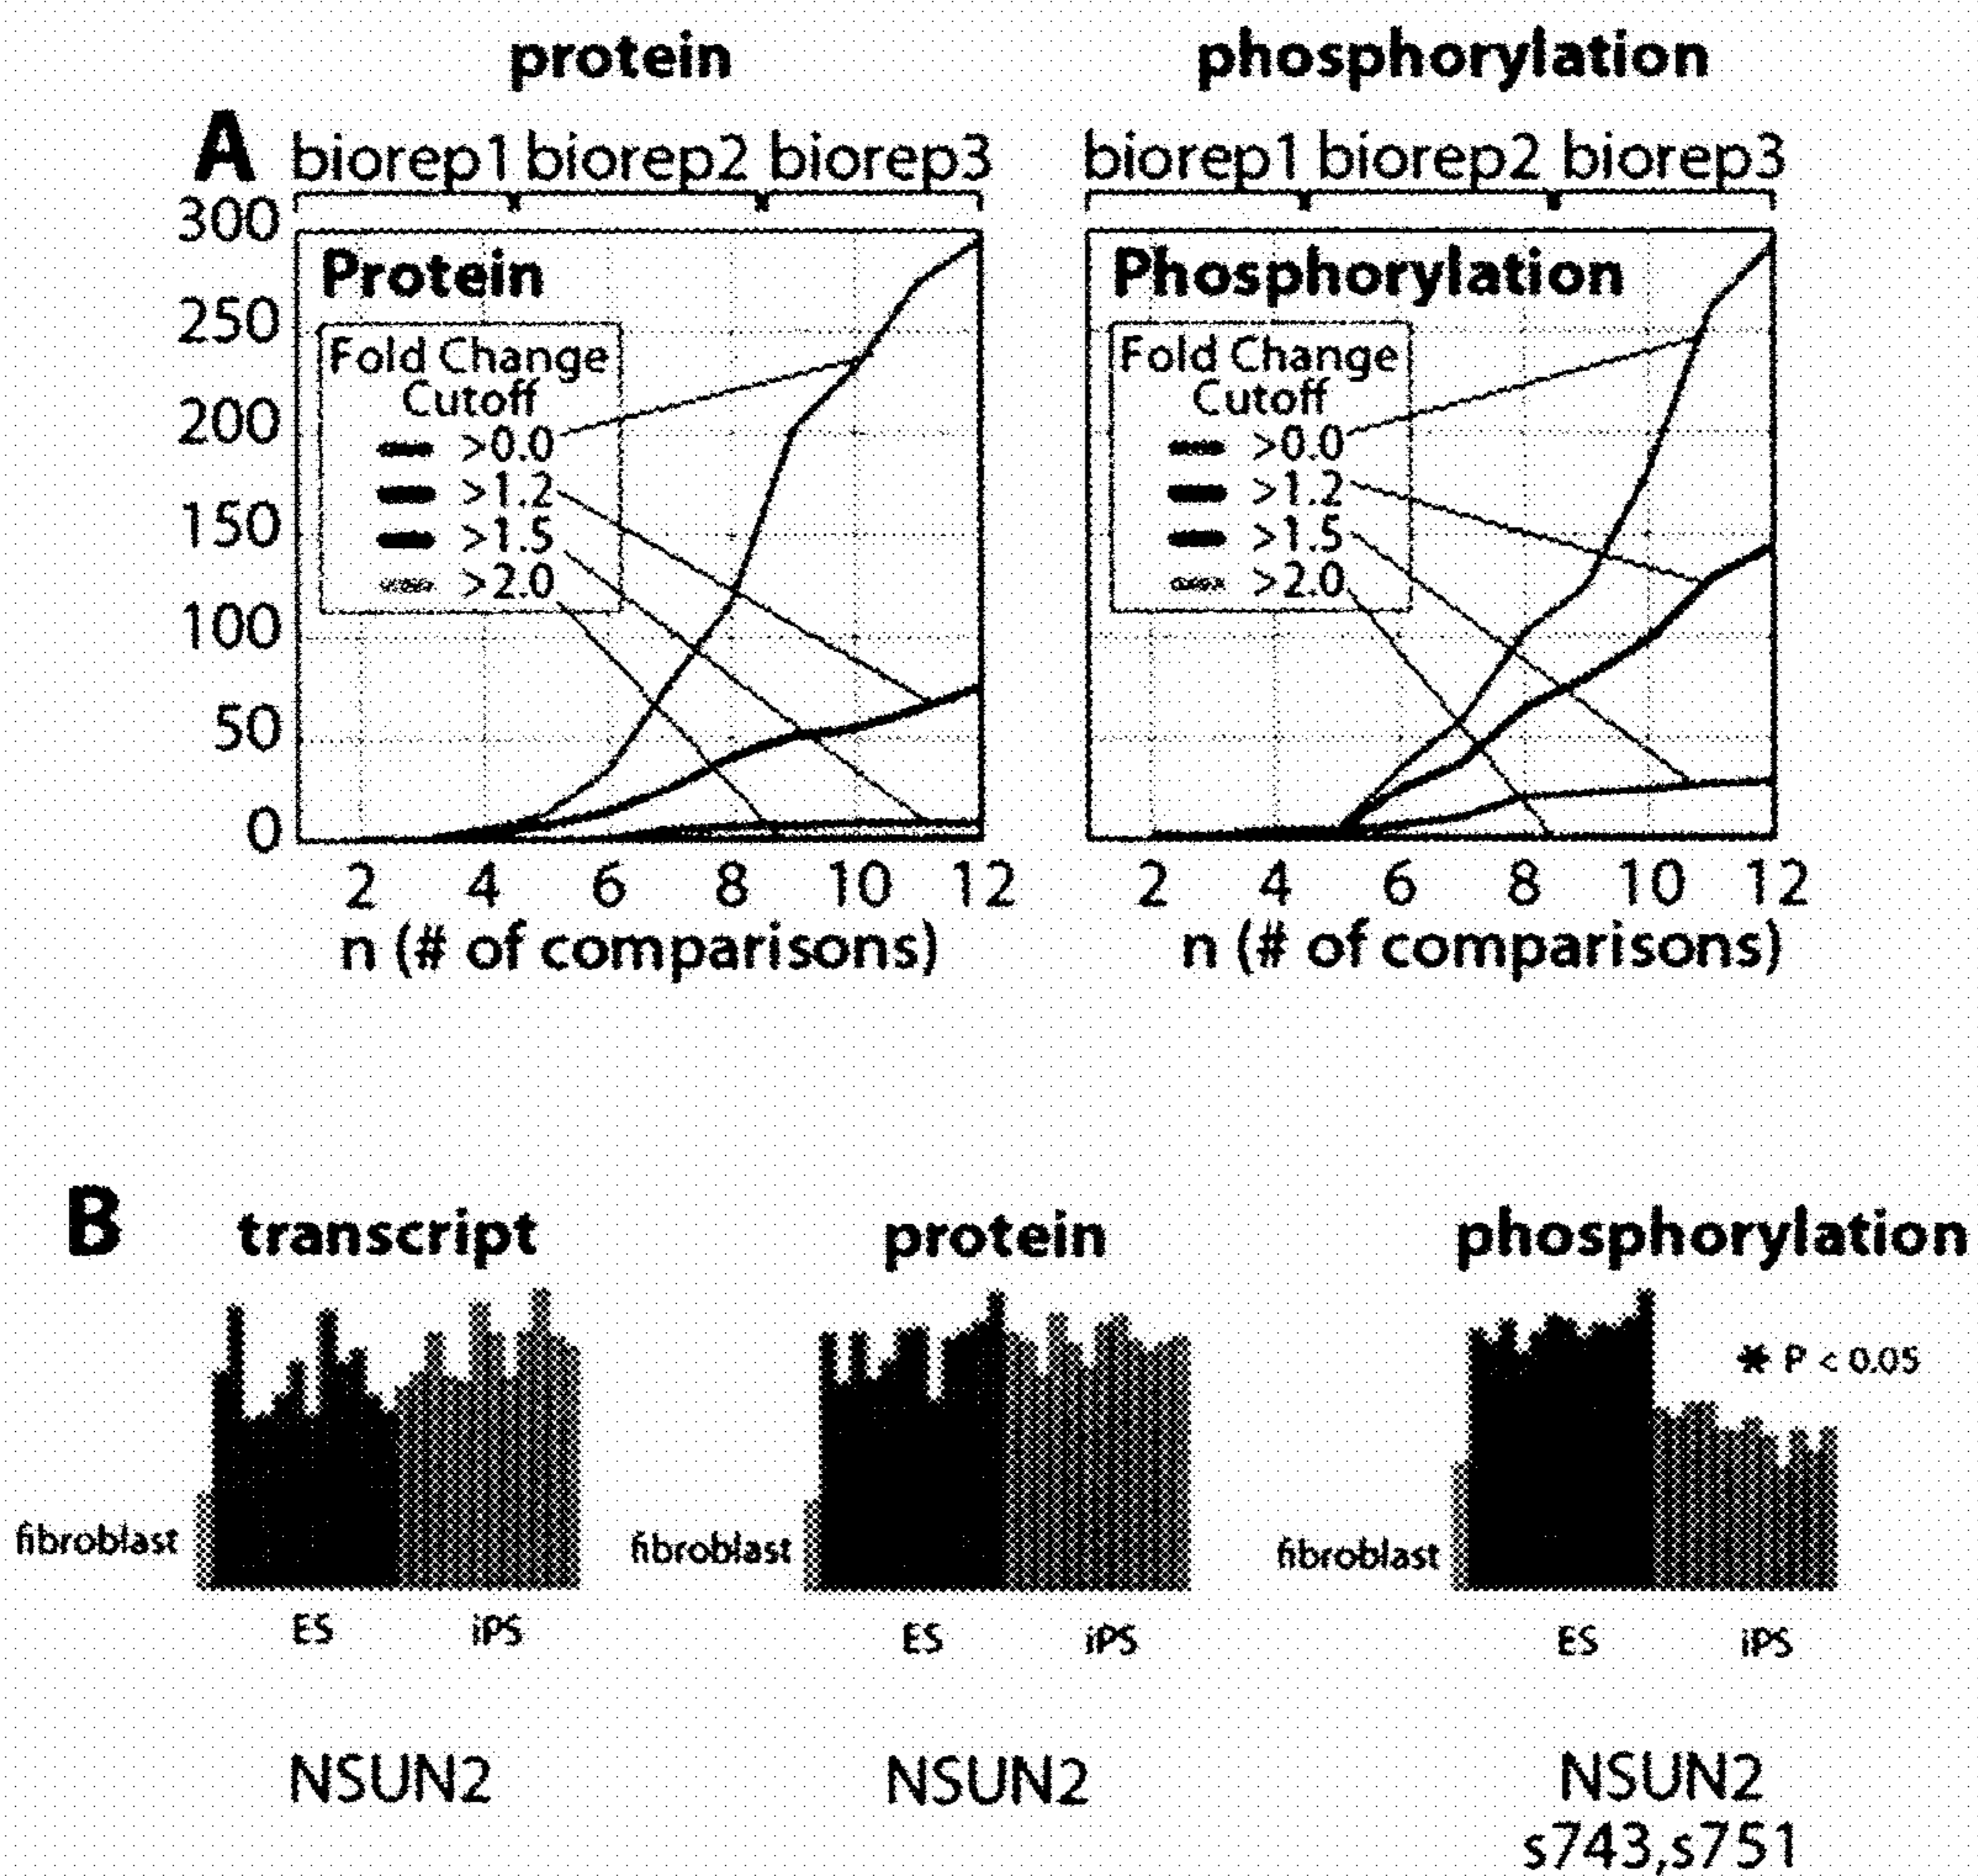 protein
phosphorylation
A
biorep1 biorep2 biorep3
biorep1 biorep2 biorep3
300
250
200
150
100
50
0
Protein
Fold Change
Cutoff
>0.0
>1.2
>1.5
>2.0
2 4 6 8 10 12
n (# of comparisons)
Phosphorylation
Fold Change
Cutoff
>0.0
>1.2
>1.5
>2.0
2 4 6 8 10 12
n (# of comparisons)
B
transcript
fibroblast
ES iPS
NSUN2
protein
fibroblast
ES iPS
NSUN2
phosphorylation
* P < 0.05
fibroblast
ES iPS
NSUN2
s743,s751